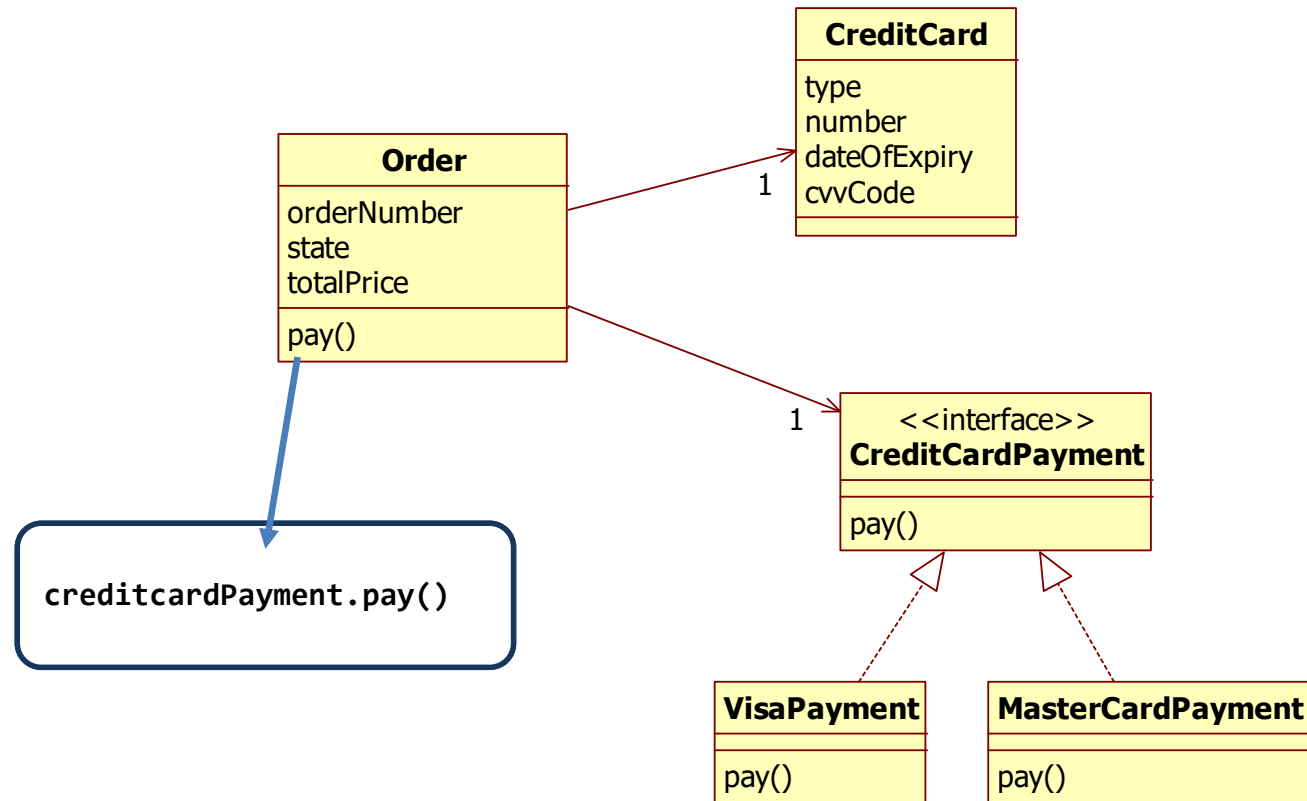 CreditCard
type
number
dateOfExpiry
cvvCode
Order
orderNumber
state
totalPrice
pay()
1
1
<<interface>>
CreditCardPayment
pay()
creditcardPayment.pay()
VisaPayment
pay()
MasterCardPayment
pay()